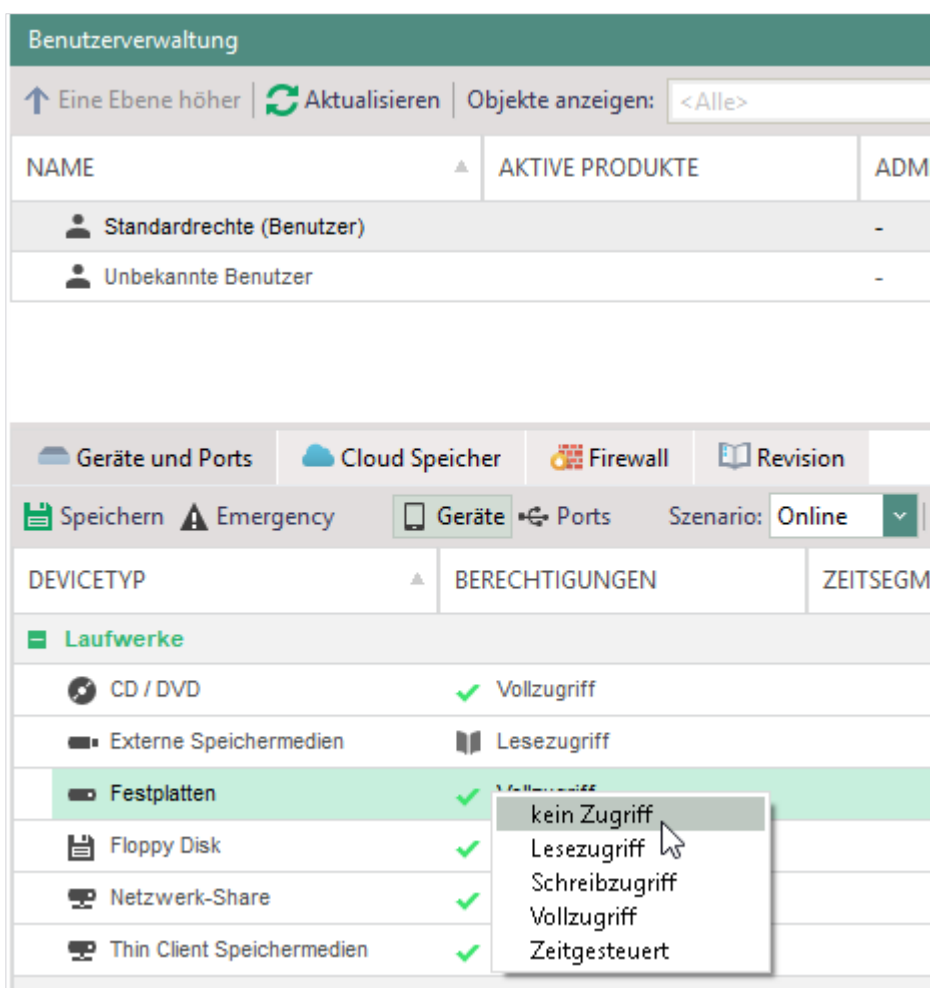 Benutzerverwaltung
Eine Ebene höher Aktualisieren Objekte anzeigen: <Alle>
NAME AKTIVE PRODUKTE ADM
Standardrechte (Benutzer) -
Unbekannte Benutzer -
Geräte und Ports Cloud Speicher Firewall Revision
Speichern Emergency Geräte Ports Szenario: Online
DEVICETYP BERECHTIGUNGEN ZEITSEGM
Laufwerke
CD / DVD Vollzugriff
Externe Speichermedien Lesezugriff
Festplatten Vollzugriff
kein Zugriff
Floppy Disk Lesezugriff
Schreibzugriff
Netzwerk-Share
Vollzugriff
Thin Client Speichermedien Zeitgesteuert